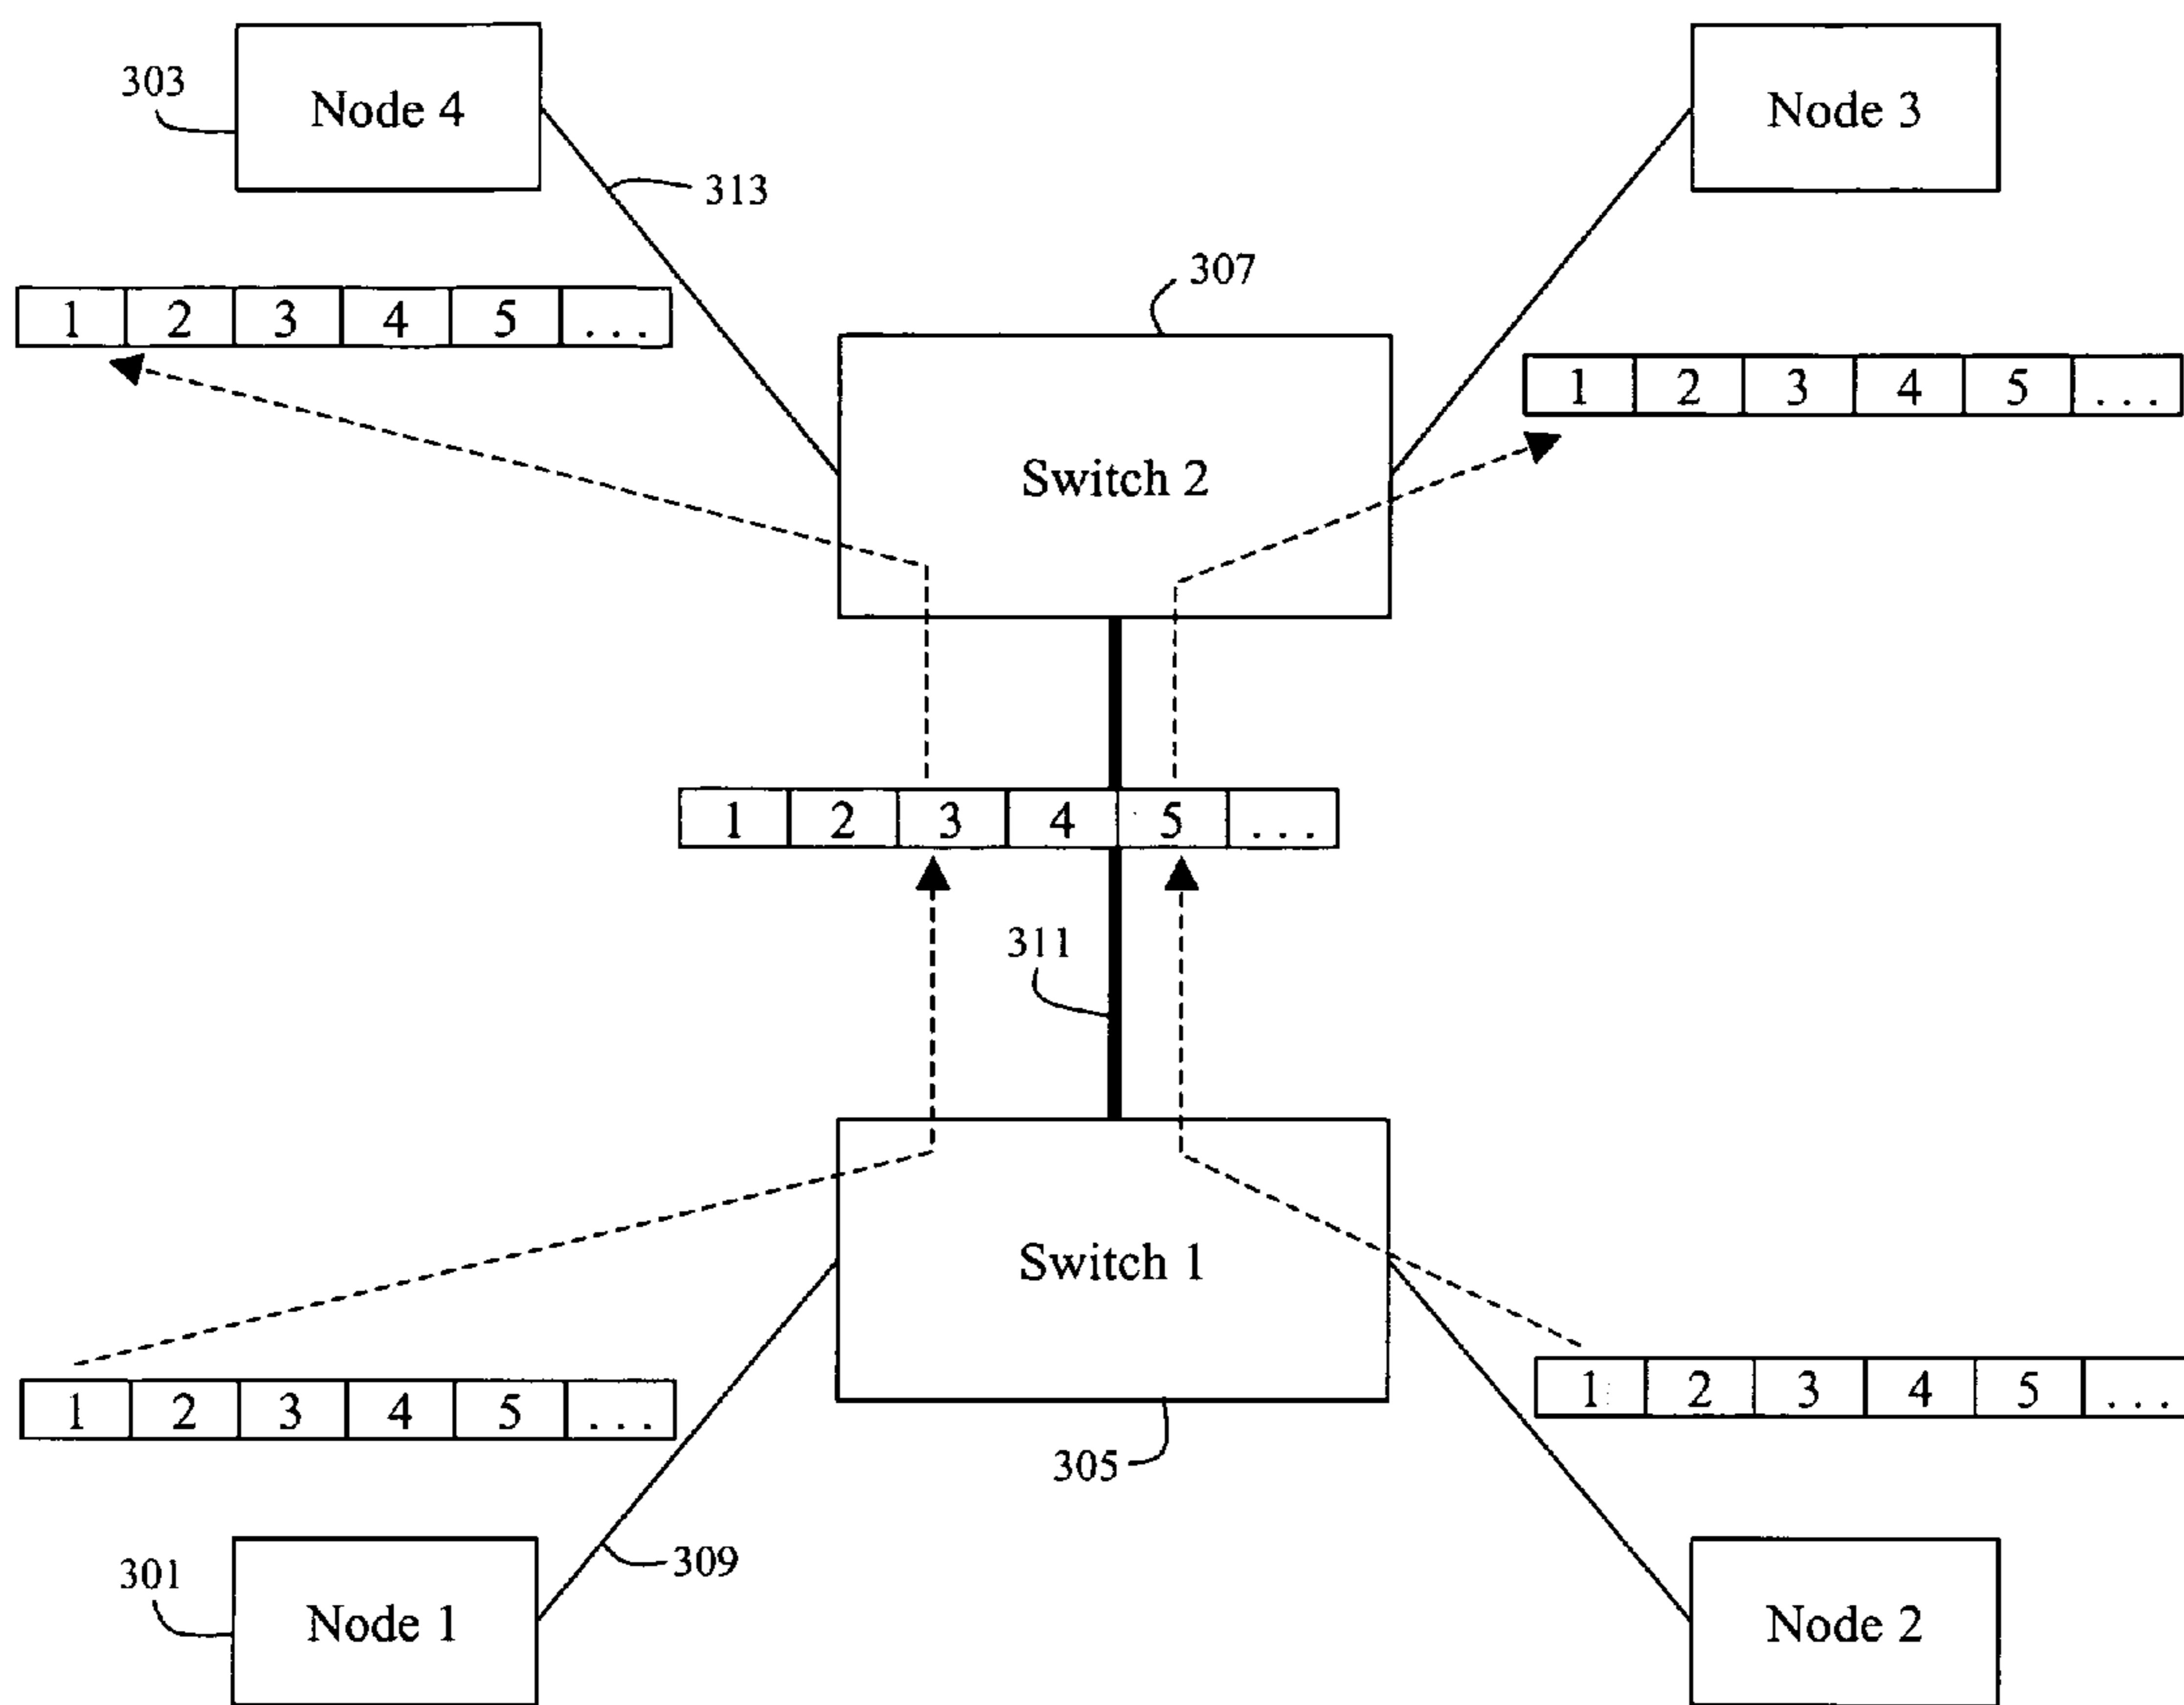 303
Node 4
Node 3
313
307
1 2 3 4 5 ...
1 2 3 4 5 ...
Switch 2
1 2 3 4 5 ...
311
Switch 1
1 2 3 4 5 ...
1 2 3 4 5 ...
305
309
301
Node 1
Node 2